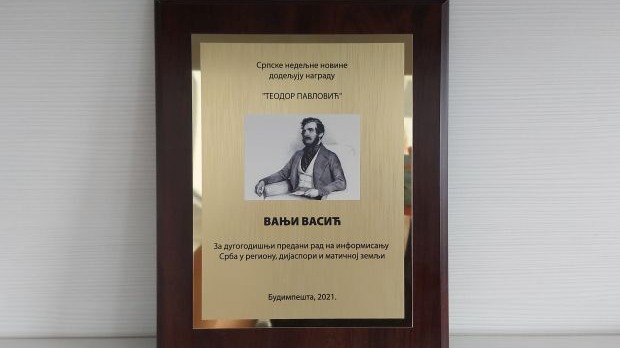 Српске недељне новине
додељују награду
"ТЕОДОР ПАВЛОВИЋ"
ВАЊИ ВАСИЋ
За дугогодишњи предани рад на информисању
Срба у региону, дијаспори и матичној земљи
Будимпешта, 2021.